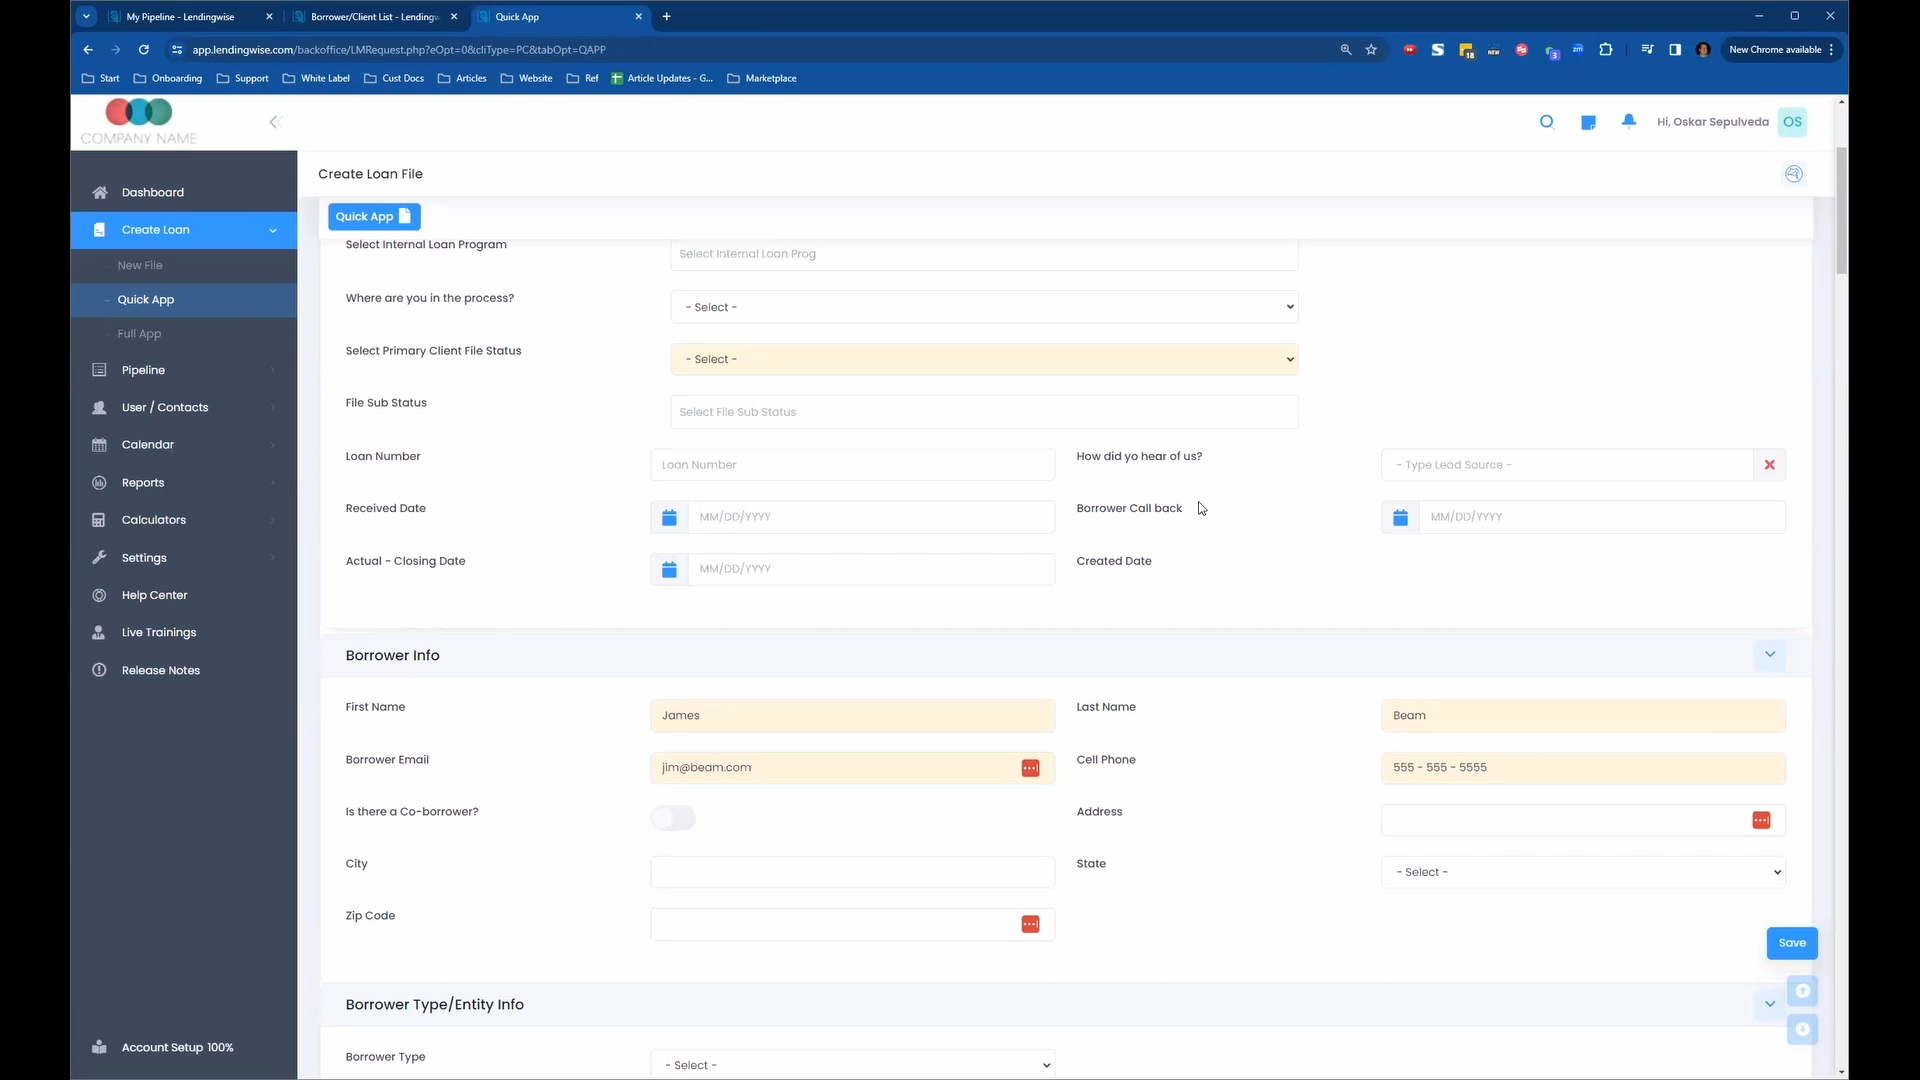 My Pipeline - Lendingwise
Borrower/Client List - Lendingw
Quick App
app.lendingwise.com/backoffice/LMRequest.php?eOpt=0&cliType=PC&tabOpt=QAPP
New Chrome available
Start
Onboarding
Support
White Label
Cust Docs
Articles
Website
Ref
Article Updates - G...
Marketplace
COMPANY NAME
Hi, Oskar Sepulveda
OS
Dashboard
Create Loan
New File
Quick App
Full App
Pipeline
User / Contacts
Calendar
Reports
Calculators
Settings
Help Center
Live Trainings
Release Notes
Account Setup 100%
Create Loan File
Quick App
Select Internal Loan Program
Select Internal Loan Prog
Where are you in the process?
- Select -
Select Primary Client File Status
- Select -
File Sub Status
Select File Sub Status
Loan Number
Loan Number
How did yo hear of us?
- Type Lead Source -
Received Date
MM/DD/YYYY
Borrower Call back
MM/DD/YYYY
Actual - Closing Date
MM/DD/YYYY
Created Date
Borrower Info
First Name
James
Last Name
Beam
Borrower Email
jim@beam.com
Cell Phone
555 - 555 - 5555
Is there a Co-borrower?
Address
City
State
- Select -
Zip Code
Save
Borrower Type/Entity Info
Borrower Type
- Select -